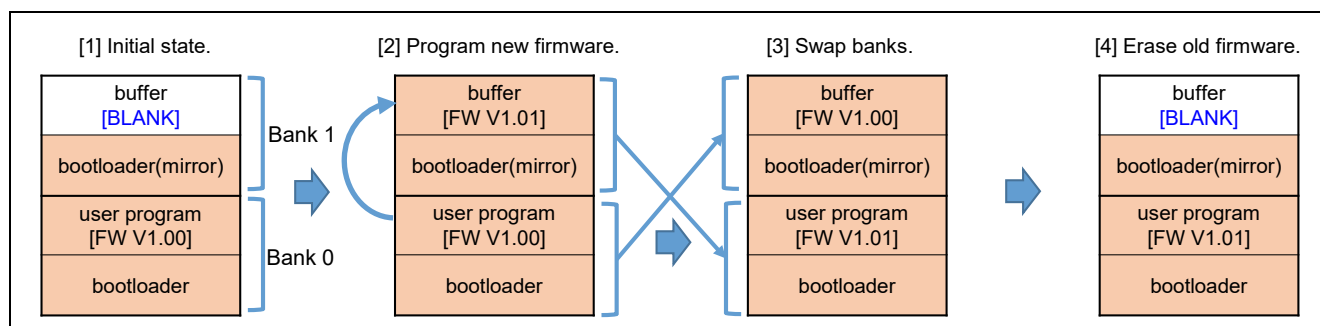 [1] Initial state.
buffer
[BLANK]
bootloader(mirror)
user program
[FW V1.00]
bootloader
Bank 1
Bank 0
[2] Program new firmware.
buffer
[FW V1.01]
bootloader(mirror)
user program
[FW V1.00]
bootloader
[3] Swap banks.
buffer
[FW V1.00]
bootloader(mirror)
user program
[FW V1.01]
bootloader
[4] Erase old firmware.
buffer
[BLANK]
bootloader(mirror)
user program
[FW V1.01]
bootloader